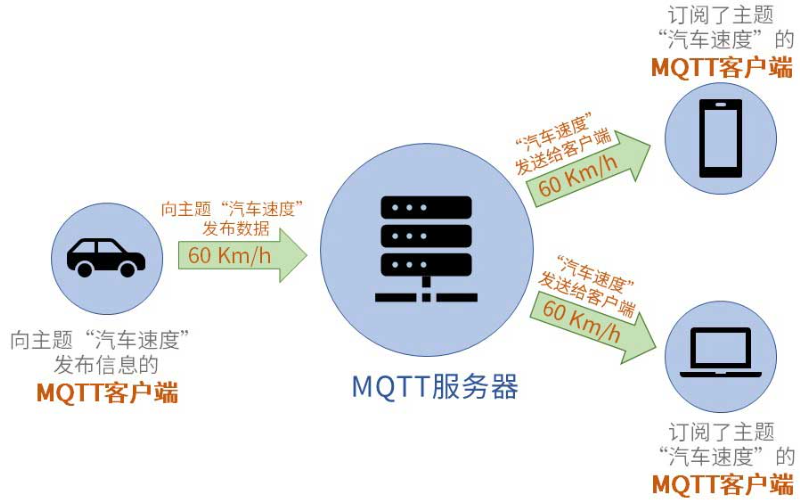 向主题“汽车速度”
发布信息的
MQTT客户端
向主题“汽车速度”
发布数据
60 Km/h
MQTT服务器
“汽车速度”
发送给客户端
60 Km/h
订阅了主题
“汽车速度”的
MQTT客户端
“汽车速度”
发送给客户端
60 Km/h
订阅了主题
“汽车速度”的
MQTT客户端